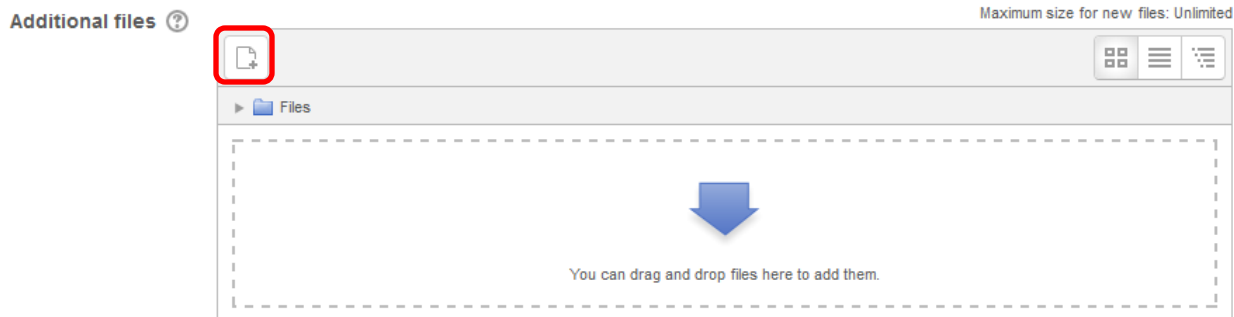 Maximum size for new files: Unlimited
Additional files ?
Files
You can drag and drop files here to add them.